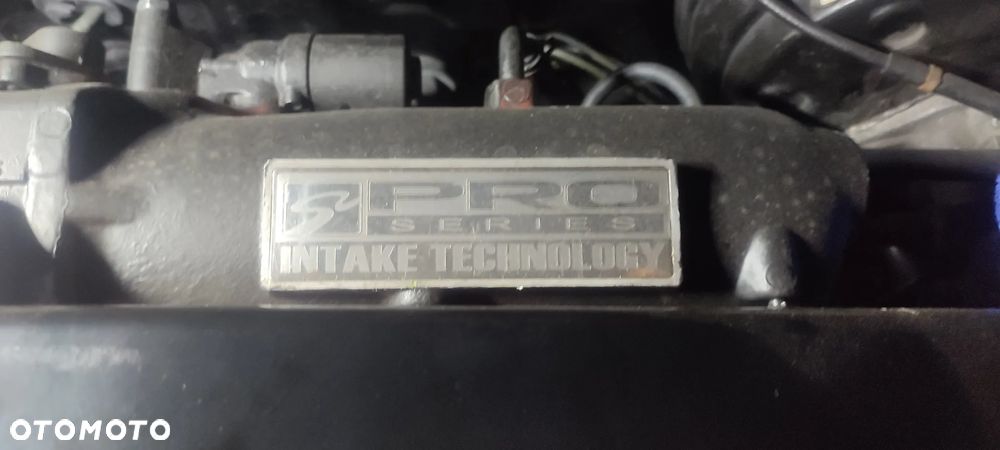 S PRO
SERIES
INTAKE TECHNOLOGY
OTOMOTO